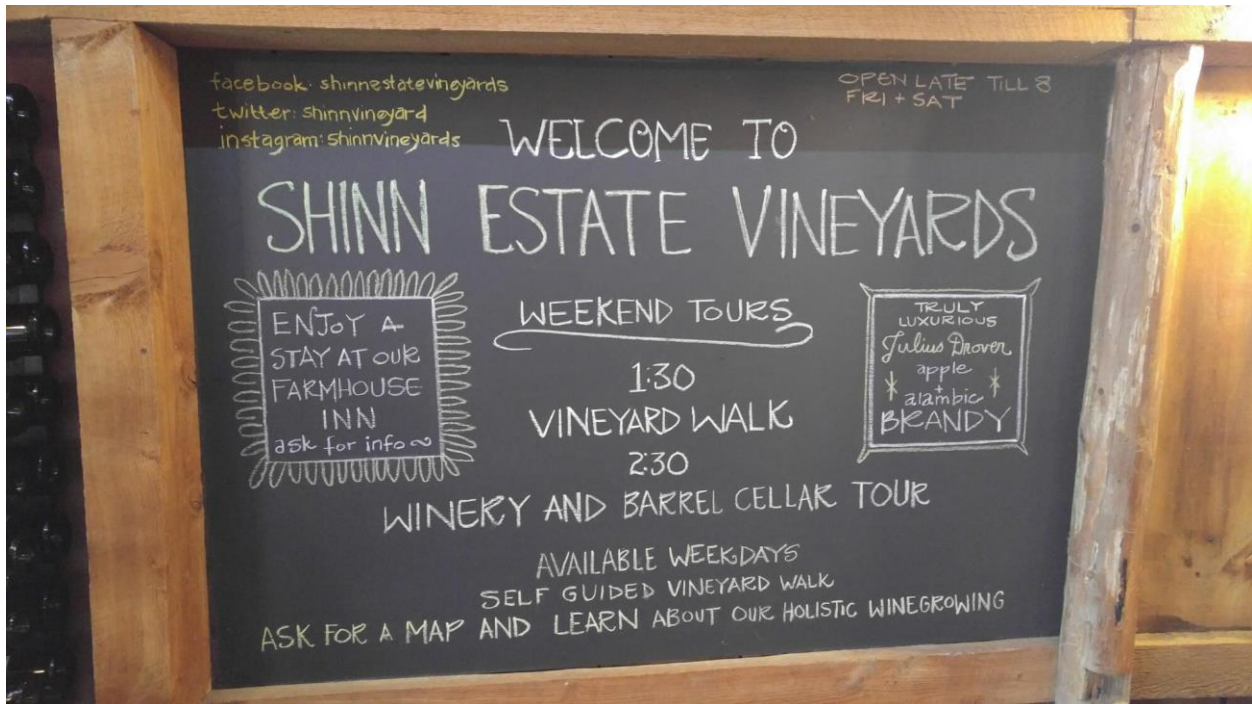 facebook: shinnestatevineyards
twitter: shinnvineyard
instagram: shinnvineyards
OPEN LATE TILL 8
FRI + SAT
WELCOME TO
SHINN ESTATE VINEYARDS
ENJOY A
STAY AT OUR
FARMHOUSE
INN
ask for info ~
WEEKEND TOURS
1:30
VINEYARD WALK
2:30
WINERY AND BARREL CELLAR TOUR
TRULY
LUXURIOUS
Julius Drover
apple
+
alambic
BRANDY
AVAILABLE WEEKDAYS
SELF GUIDED VINEYARD WALK
ASK FOR A MAP AND LEARN ABOUT OUR HOLISTIC WINEGROWING